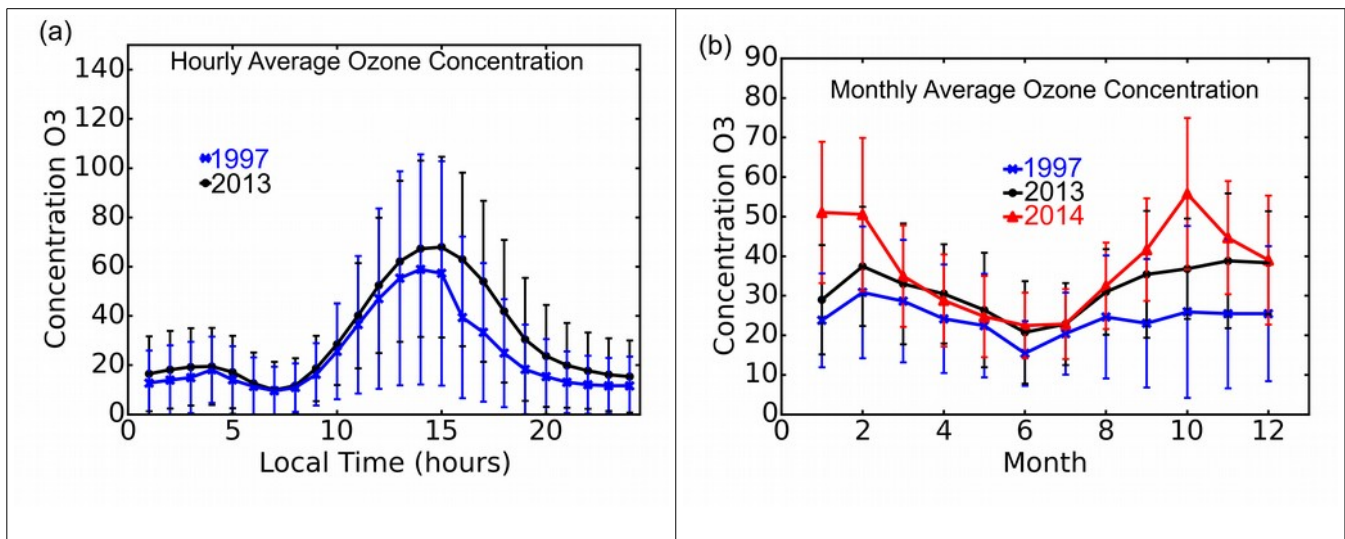 (a)
Hourly Average Ozone Concentration
140
120
100
80
60
40
20
0
Concentration O3
1997
2013
0 5 10 15 20
Local Time (hours)
(b)
Monthly Average Ozone Concentration
90
80
70
60
50
40
30
20
10
0
Concentration O3
1997
2013
2014
0 2 4 6 8 10 12
Month